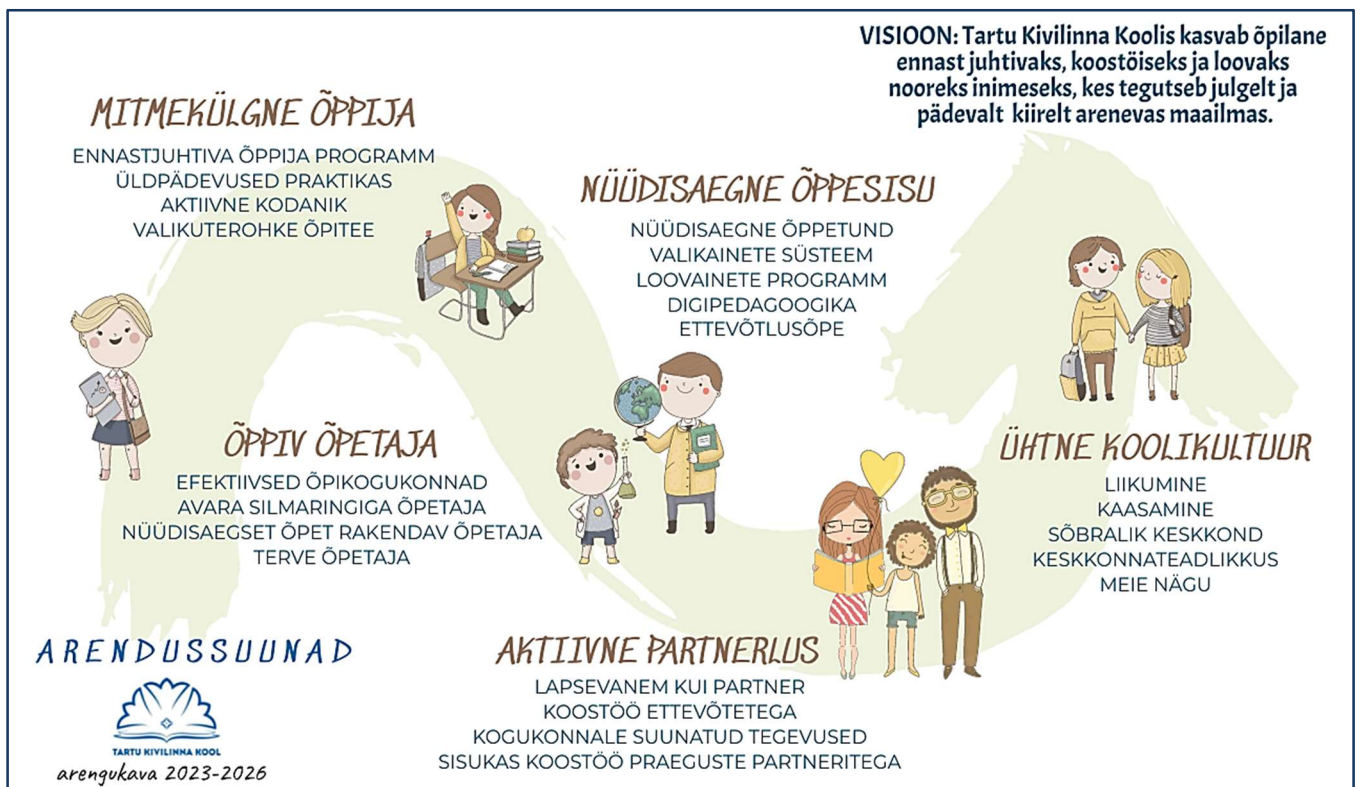 VISIOON: Tartu Kivilinna Koolis kasvab õpilane
ennast juhtivaks, koostöiseks ja loovaks
nooreks inimeseks, kes tegutseb julgelt ja
pädevalt kiirelt arenevas maailmas.
MITMEKÜLGNE ÕPPIJA
ENNASTJUHTIVA ÕPPIJA PROGRAMM
ÜLDPÄDEVUSED PRAKTIKAS
AKTIIVNE KODANIK
VALIKUTEROHKE ÕPITEE
NÜÜDISAEGNE ÕPPESISU
NÜÜDISAEGNE ÕPPETUND
VALIKAINETE SÜSTEEM
LOOVAINETE PROGRAMM
DIGIPEDAGOOGIKA
ETTEVÕTLUSÕPE
ÕPPIV ÕPETAJA
EFEKTIIVSED ÕPIKOGUKONNAD
AVARA SILMARINGIGA ÕPETAJA
NÜÜDISAEGSET ÕPET RAKENDAV ÕPETAJA
TERVE ÕPETAJA
ÜHTNE KOOLIKULTUUR
LIIKUMINE
KAASAMINE
SÕBRALIK KESKKOND
KESKKONNATEADLIKKUS
MEIE NÄGU
AKTIIVNE PARTNERLUS
LAPSEVANEM KUI PARTNER
KOOSTÖÖ ETTEVÕTETEGA
KOGUKONNALE SUUNATUD TEGEVUSED
SISUKAS KOOSTÖÖ PRAEGUSTE PARTNERITEGA
ARENDUSSUUNAD
TARTU KIVILINNA KOOL
arengukava 2023-2026